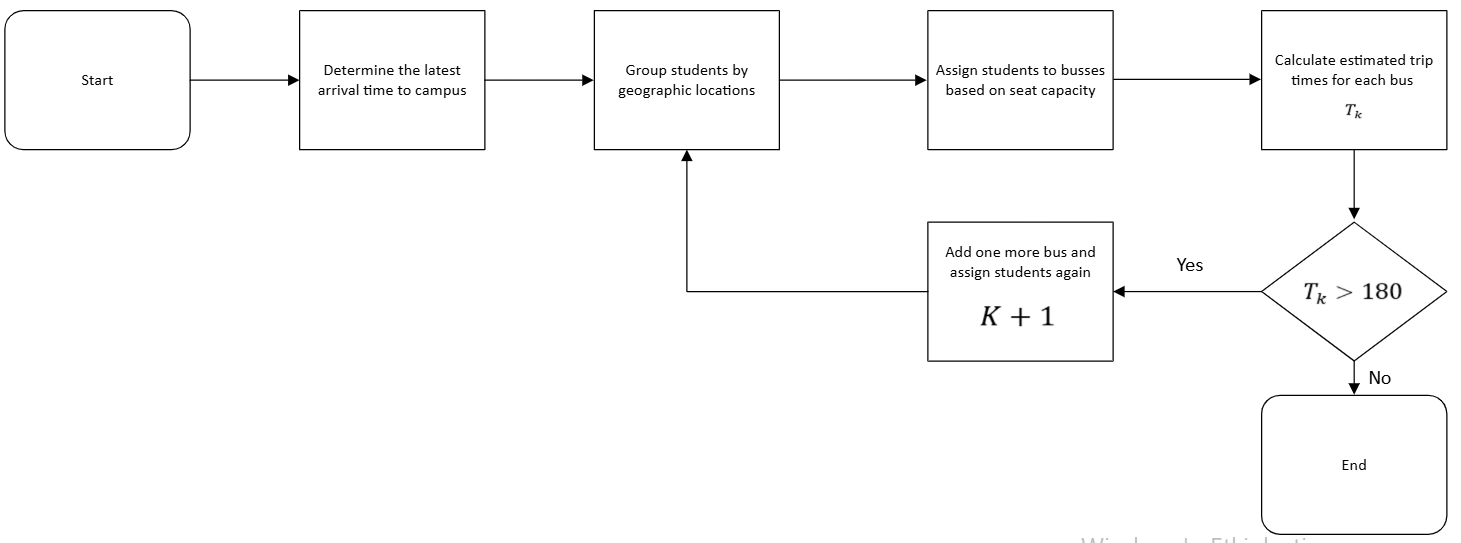 Start
Determine the latest
arrival time to campus
Group students by
geographic locations
Assign students to busses
based on seat capacity
Calculate estimated trip
times for each bus
T_k
Add one more bus and
assign students again
K + 1
Yes
T_k > 180
No
End